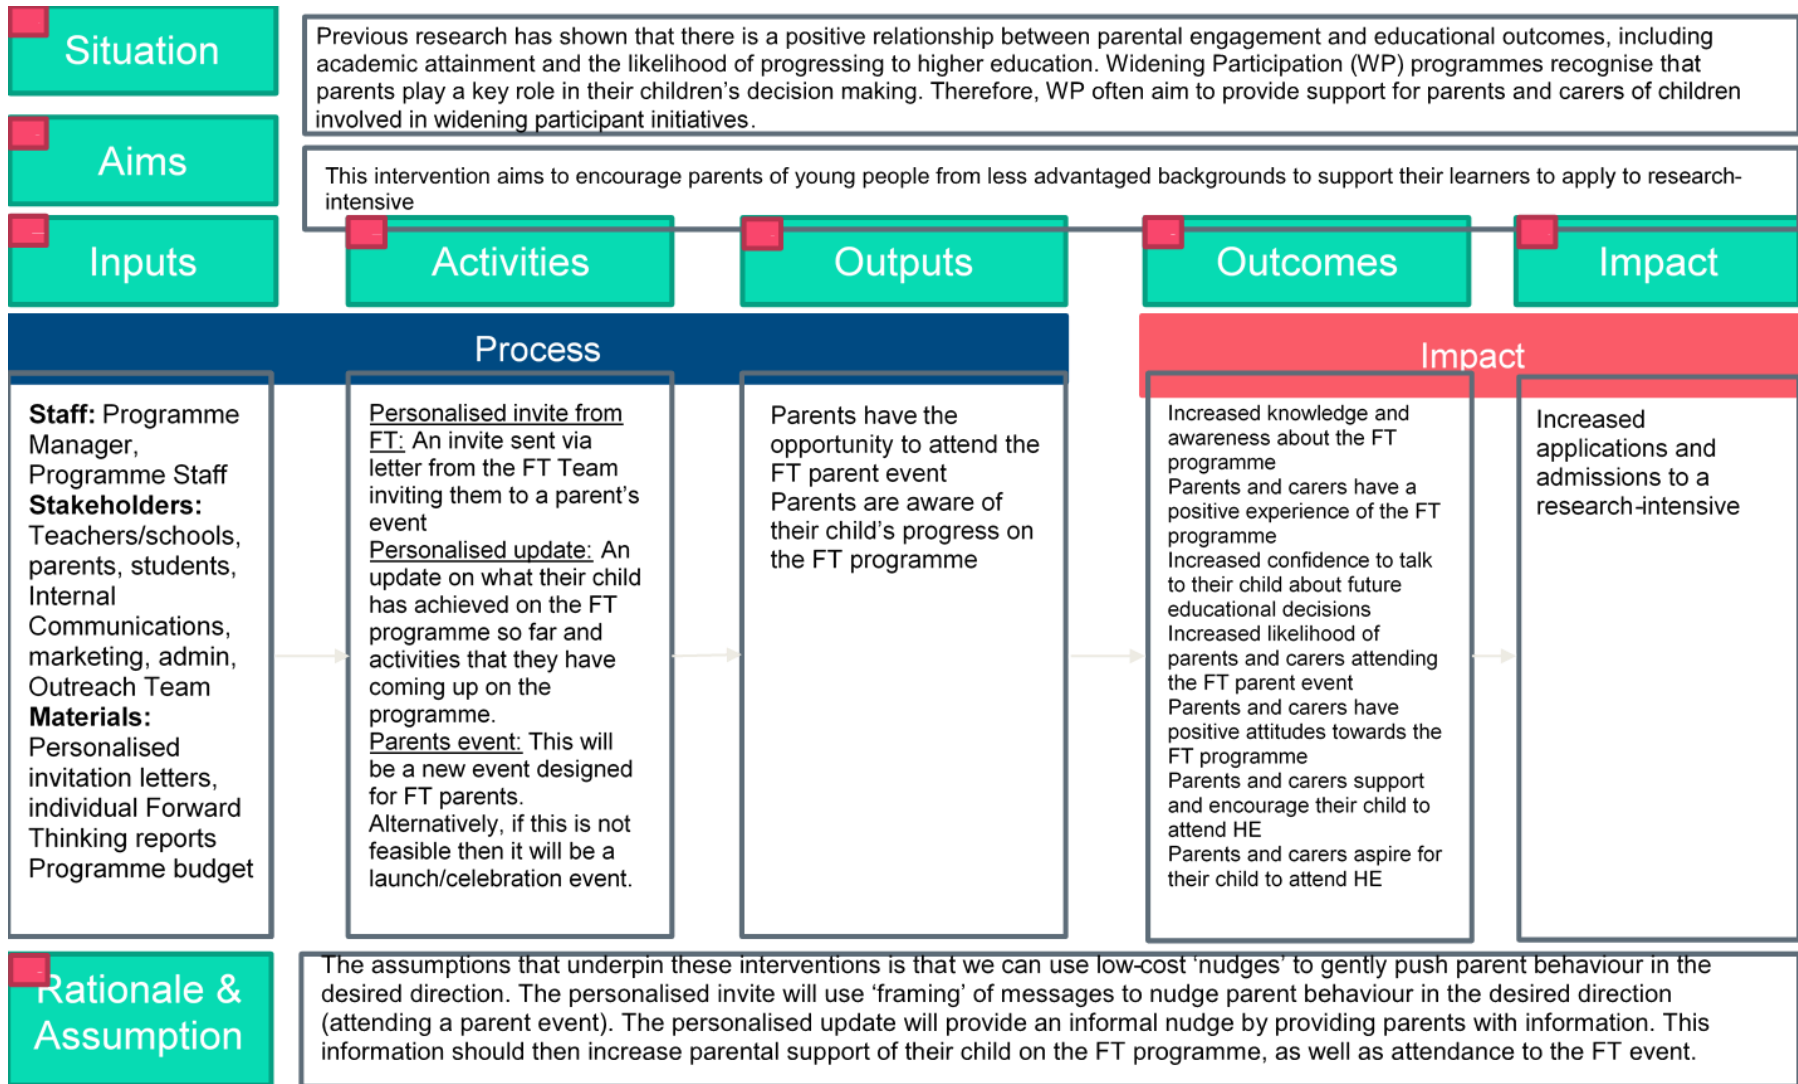 Situation
Previous research has shown that there is a positive relationship between parental engagement and educational outcomes, including
academic attainment and the likelihood of progressing to higher education. Widening Participation (WP) programmes recognise that
parents play a key role in their children's decision making. Therefore, WP often aim to provide support for parents and carers of children
involved in widening participant initiatives.
Aims
This intervention aims to encourage parents of young people from less advantaged backgrounds to support their learners to apply to research-
intensive
Inputs
Activities
Outputs
Outcomes
Impact
Process
Impact
Staff: Programme
Manager,
Programme Staff
Stakeholders:
Teachers/schools,
parents, students,
Internal
Communications,
marketing, admin,
Outreach Team
Materials:
Personalised
invitation letters,
individual Forward
Thinking reports
Programme budget
Personalised invite from
FT: An invite sent via
letter from the FT Team
inviting them to a parent's
event
Personalised update: An
update on what their child
has achieved on the FT
programme so far and
activities that they have
coming up on the
programme.
Parents event: This will
be a new event designed
for FT parents.
Alternatively, if this is not
feasible then it will be a
launch/celebration event.
Parents have the
opportunity to attend the
FT parent event
Parents are aware of
their child's progress on
the FT programme
Increased knowledge and
awareness about the FT
programme
Parents and carers have a
positive experience of the FT
programme
Increased confidence to talk
to their child about future
educational decisions
Increased likelihood of
parents and carers attending
the FT parent event
Parents and carers have
positive attitudes towards the
FT programme
Parents and carers support
and encourage their child to
attend HE
Parents and carers aspire for
their child to attend HE
Increased
applications and
admissions to a
research-intensive
Rationale &
Assumption
The assumptions that underpin these interventions is that we can use low-cost 'nudges' to gently push parent behaviour in the
desired direction. The personalised invite will use 'framing' of messages to nudge parent behaviour in the desired direction
(attending a parent event). The personalised update will provide an informal nudge by providing parents with information. This
information should then increase parental support of their child on the FT programme, as well as attendance to the FT event.